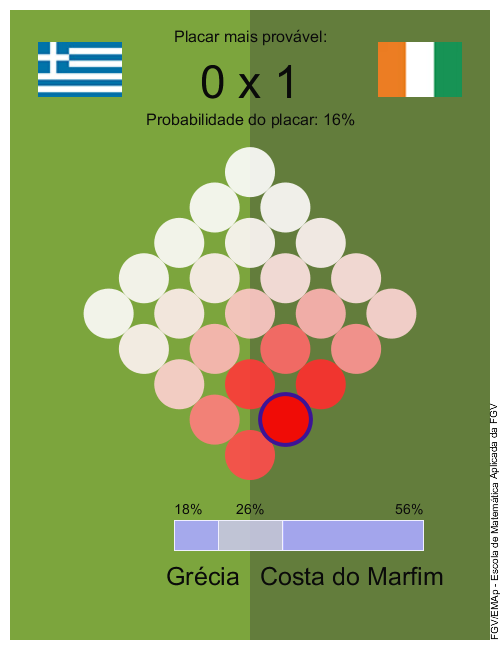 Placar mais provável:
0 x 1
Probabilidade do placar: 16%
18% 26% 56%
Grécia Costa do Marfim
FGV/EMAp - Escola de Matemática Aplicada da FGV